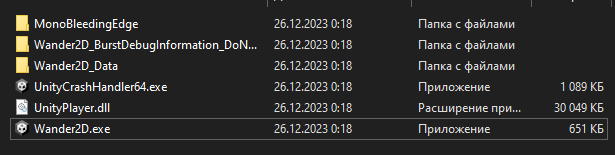 MonoBleedingEdge 26.12.2023 0:18 Папка с файлами
Wander2D_BurstDebugInformation_DoN... 26.12.2023 0:18 Папка с файлами
Wander2D_Data 26.12.2023 0:18 Папка с файлами
UnityCrashHandler64.exe 26.12.2023 0:18 Приложение 1 089 КБ
UnityPlayer.dll 26.12.2023 0:18 Расширение при... 30 049 КБ
Wander2D.exe 26.12.2023 0:18 Приложение 651 КБ